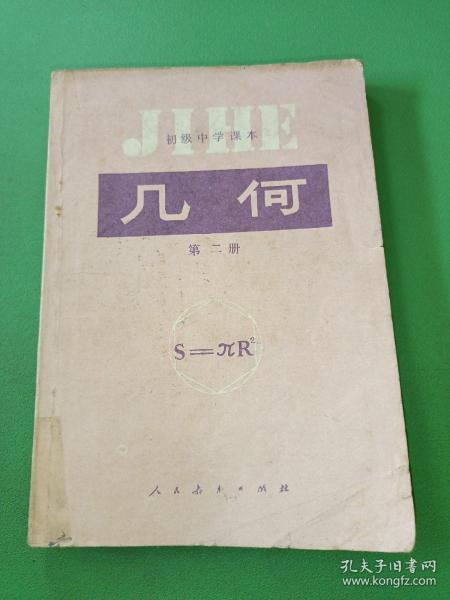 JIHE
初级中学课本
几何
第二册
S=πR²
人民教育出版社
孔夫子旧书网
www.kongfz.com